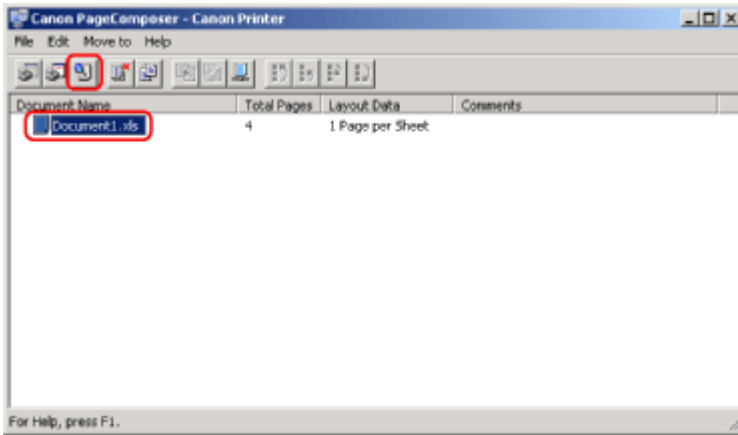 Canon PageComposer - Canon Printer
File Edit Move to Help
Document Name Total Pages Layout Data Comments
Document1.xls 4 1 Page per Sheet
For Help, press F1.